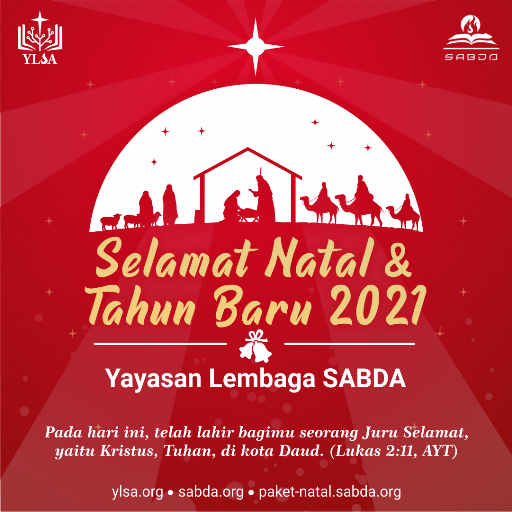 YLSA
SABDA
Selamat Natal &
Tahun Baru 2021
Yayasan Lembaga SABDA
Pada hari ini, telah lahir bagimu seorang Juru Selamat,
yaitu Kristus, Tuhan, di kota Daud. (Lukas 2:11, AYT)
ylsa.org • sabda.org • paket-natal.sabda.org